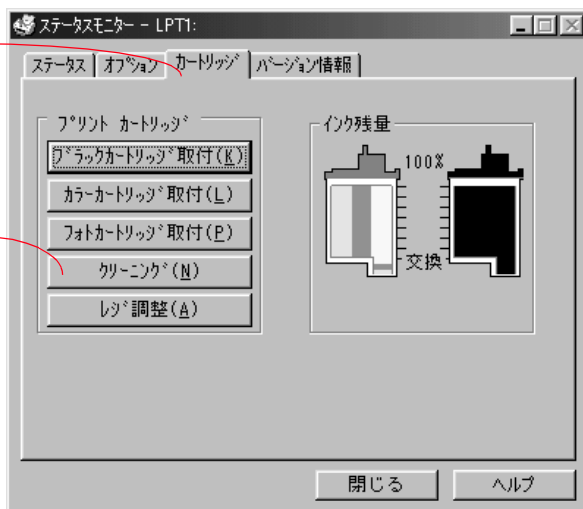 ステータスモニター - LPT1:
ステータス オプション カートリッジ バージョン情報
プリント カートリッジ
ブラックカートリッジ取付(K)
カラーカートリッジ取付(L)
フォトカートリッジ取付(P)
クリーニング(N)
レジ調整(A)
インク残量
100%
交換
閉じる ヘルプ